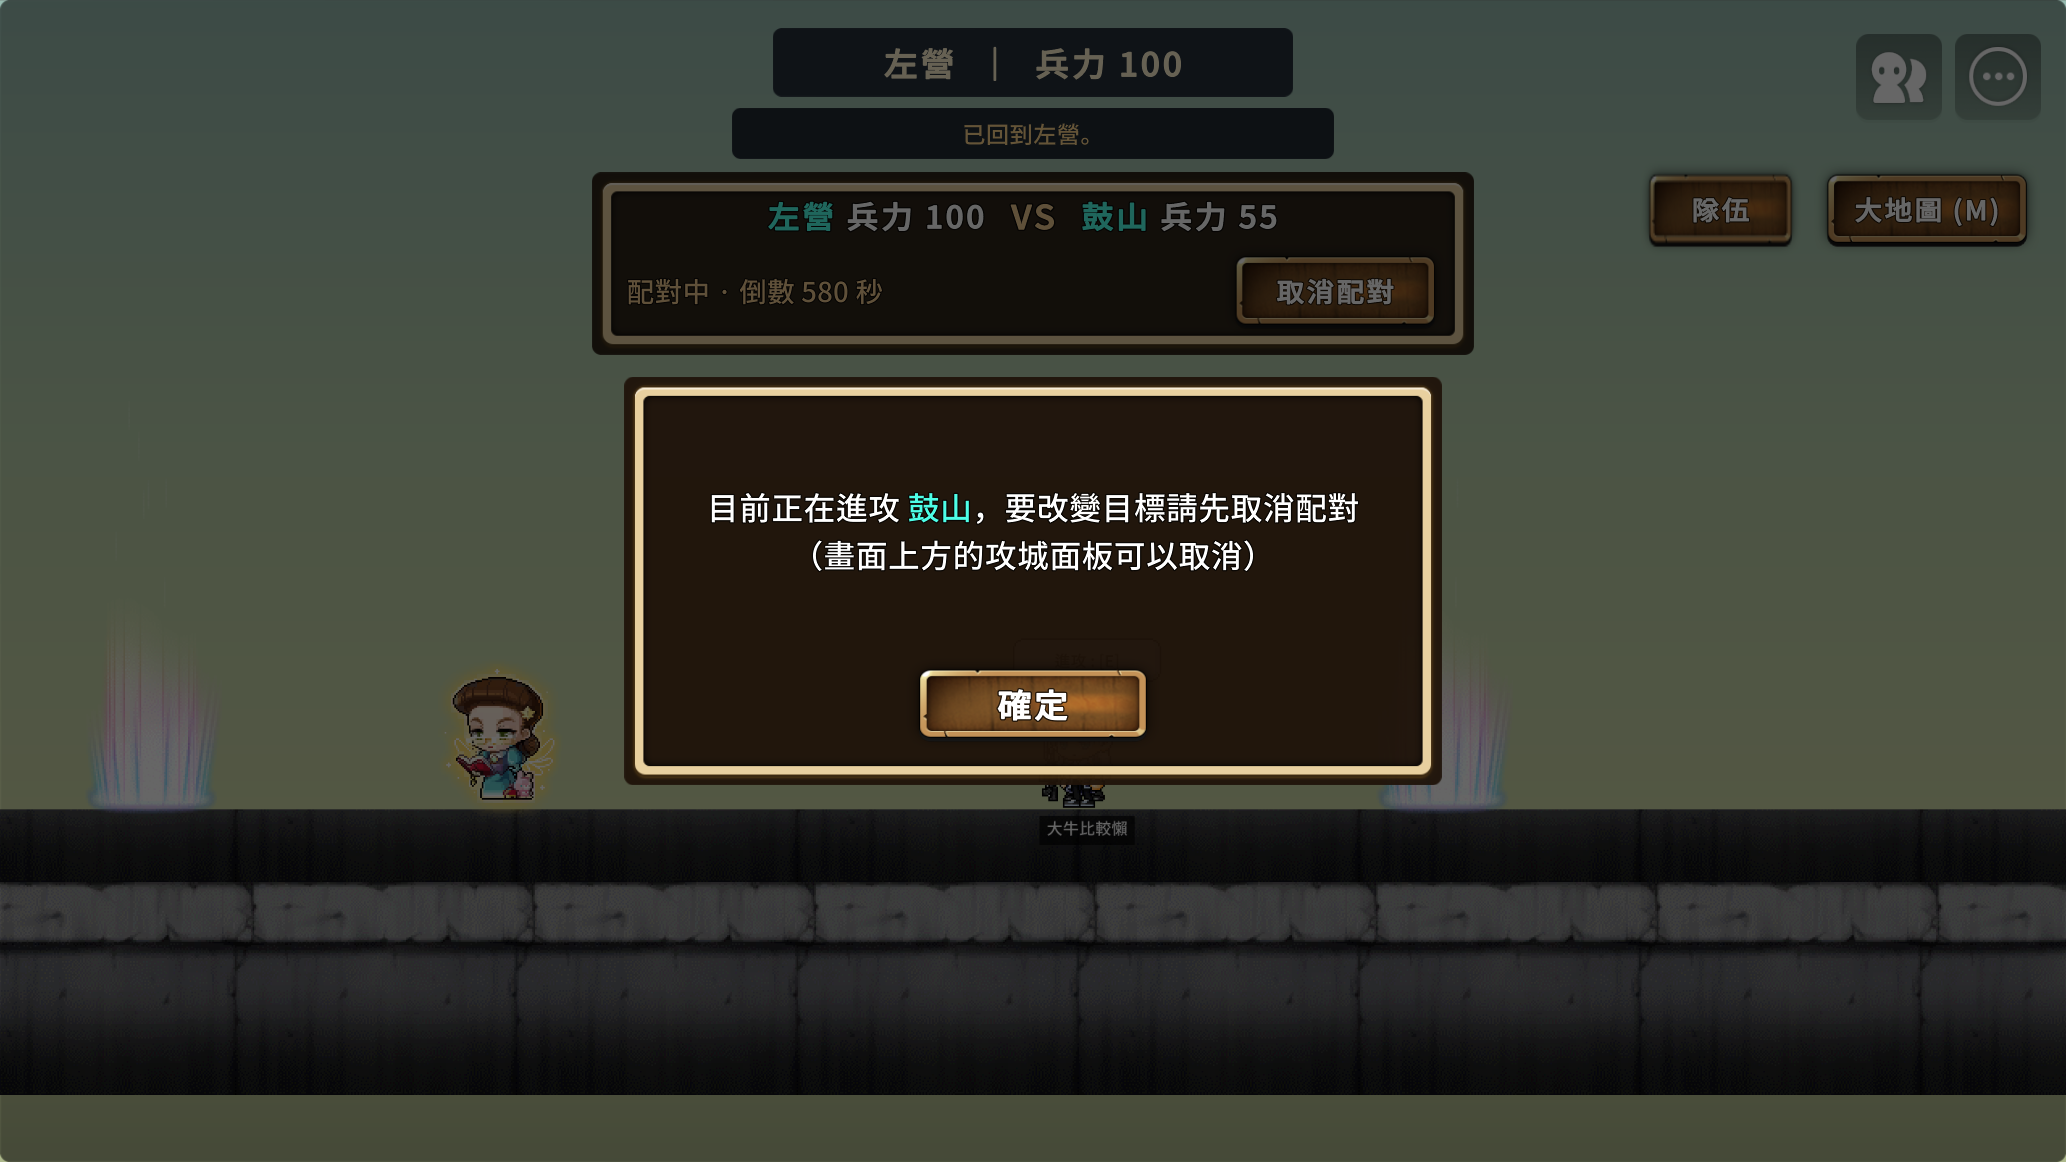 左營 | 兵力 100
已回到左營。
左營 兵力 100 VS 鼓山 兵力 55
隊伍
大地圖 (M)
配對中 · 倒數 580 秒
取消配對
目前正在進攻 鼓山，要改變目標請先取消配對
（畫面上方的攻城面板可以取消）
確定
大牛比較懶